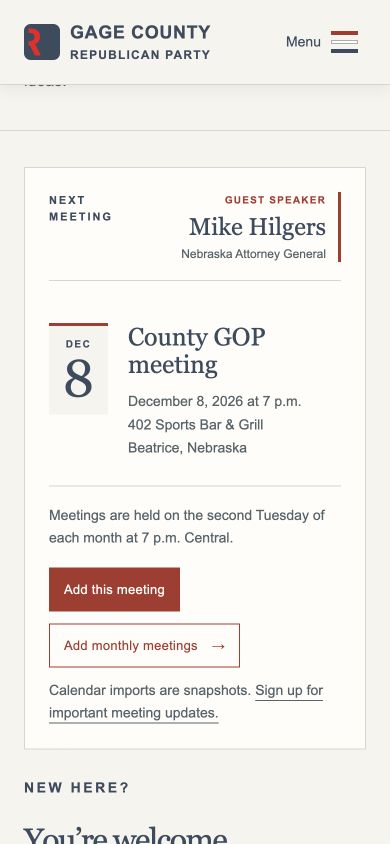 GAGE COUNTY
REPUBLICAN PARTY
Menu
NEXT
MEETING
GUEST SPEAKER
Mike Hilgers
Nebraska Attorney General
DEC
8
County GOP
meeting
December 8, 2026 at 7 p.m.
402 Sports Bar & Grill
Beatrice, Nebraska
Meetings are held on the second Tuesday of
each month at 7 p.m. Central.
Add this meeting
Add monthly meetings →
Calendar imports are snapshots. Sign up for
important meeting updates.
NEW HERE?
You’re welcome